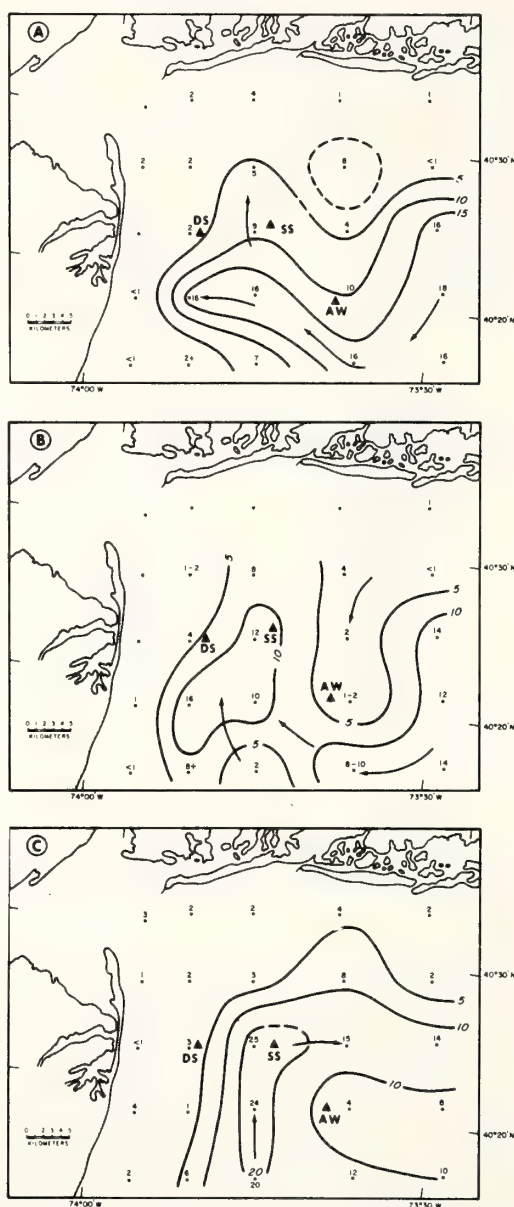 A
2 4 1 1
2 2 5 8 <1
40°30'N
5
10
15
2 DS 9 SS 4 16
<1 +16 16 10 AW 18
0 1 2 3 4 5
KILOMETERS
40°20'
<1 2+ 7 16 16
74°00' 73°30'W
B
1
5
1-2 8 4 <1
40°30'N
5
10
4 DS 12 SS 2 14
10
AW
1 16 10 1-2 12
5
0 1 2 3 4 5
KILOMETERS
40°20'
5
<1 8+ 2 8-10 14
74°00' 73°30'W
C
3 2 2 4 2
1 2 3 8 2
40°30'N
5
10
<1 3 DS 25 SS 15 14
10
4 1 24 AW 4 8
0 1 2 3 4 5
KILOMETERS
40°20'
20
2 6 20 12 10
74°00' 73°30'W